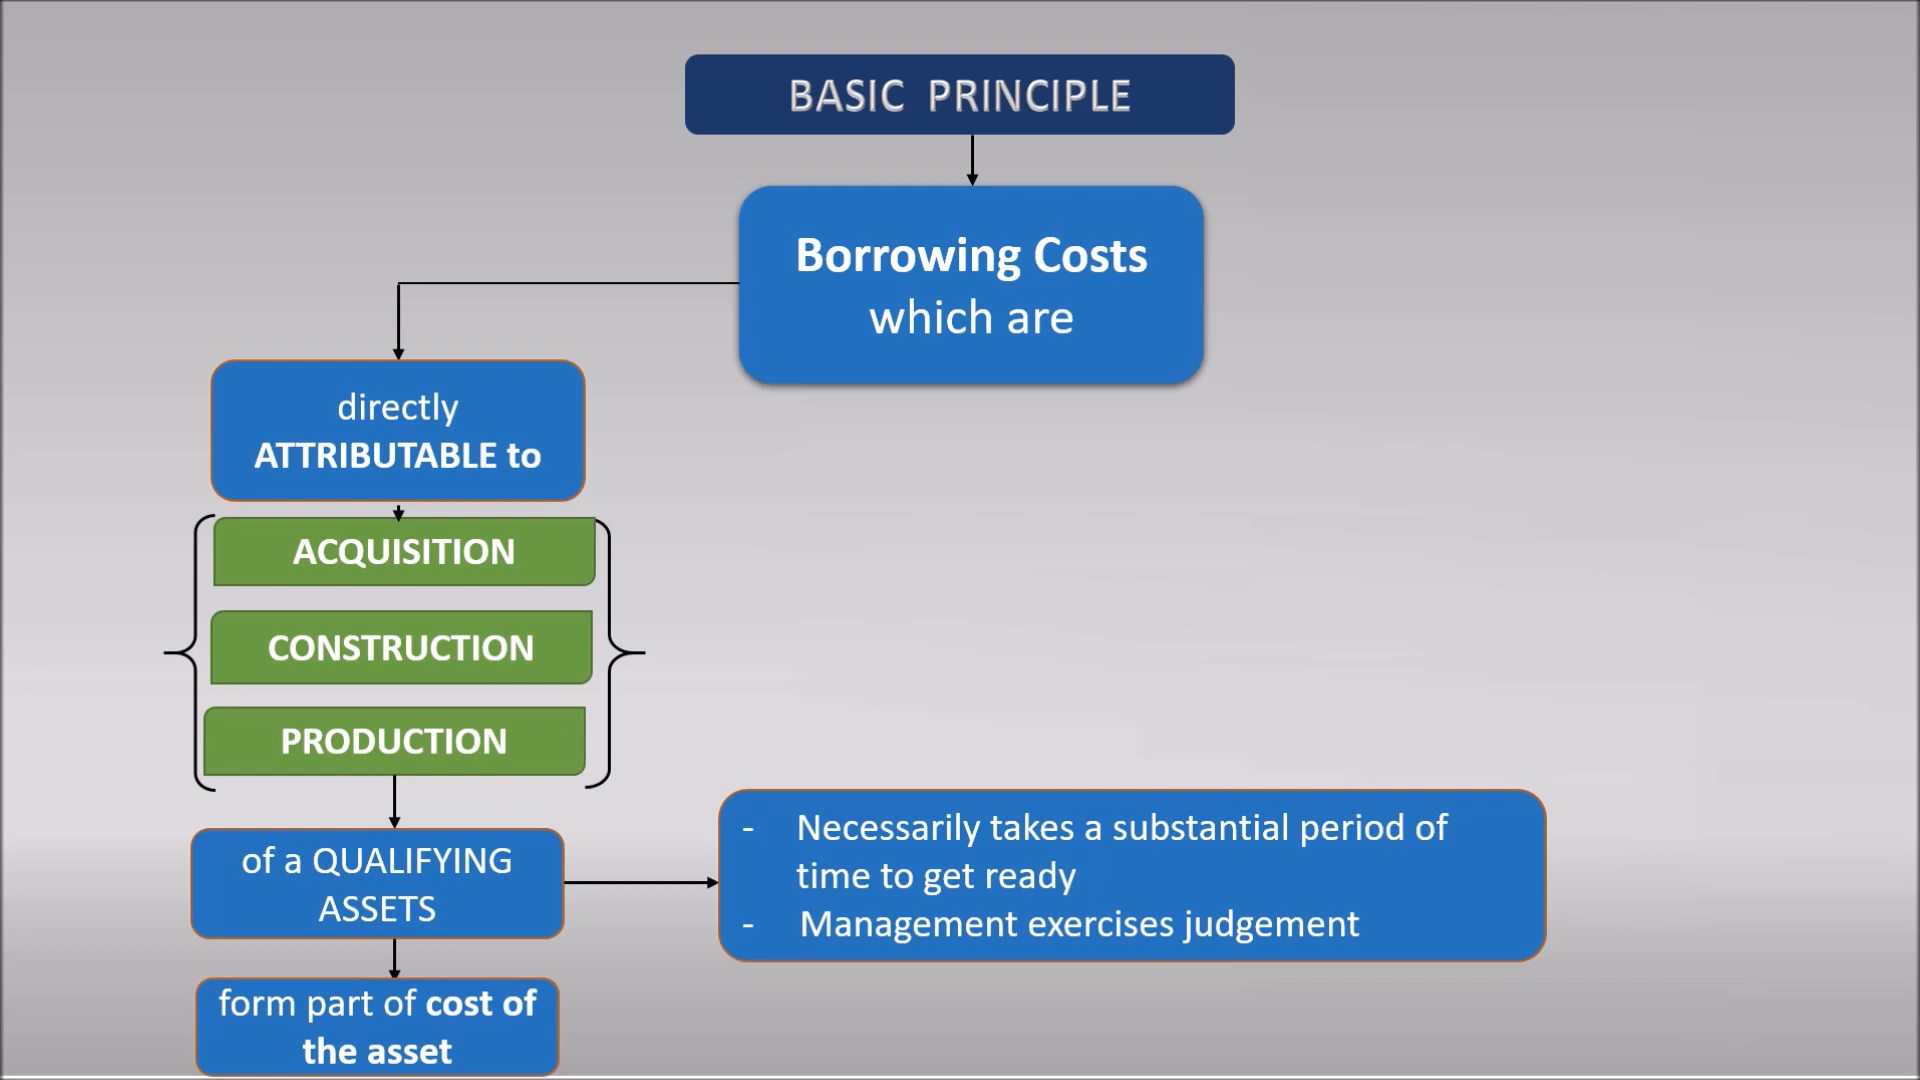 BASIC PRINCIPLE
Borrowing Costs
which are
directly
ATTRIBUTABLE to
ACQUISITION
CONSTRUCTION
PRODUCTION
of a QUALIFYING
ASSETS
- Necessarily takes a substantial period of
time to get ready
- Management exercises judgement
form part of cost of
the asset